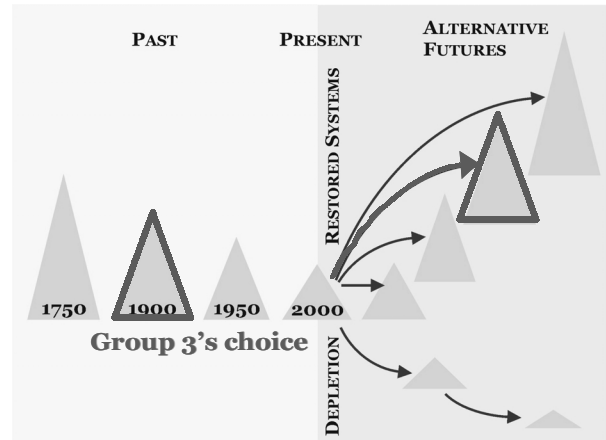 PAST
PRESENT
ALTERNATIVE
FUTURES
RESTORED SYSTEMS
1750
1900
1950
2000
Group 3's choice
DEPLETION